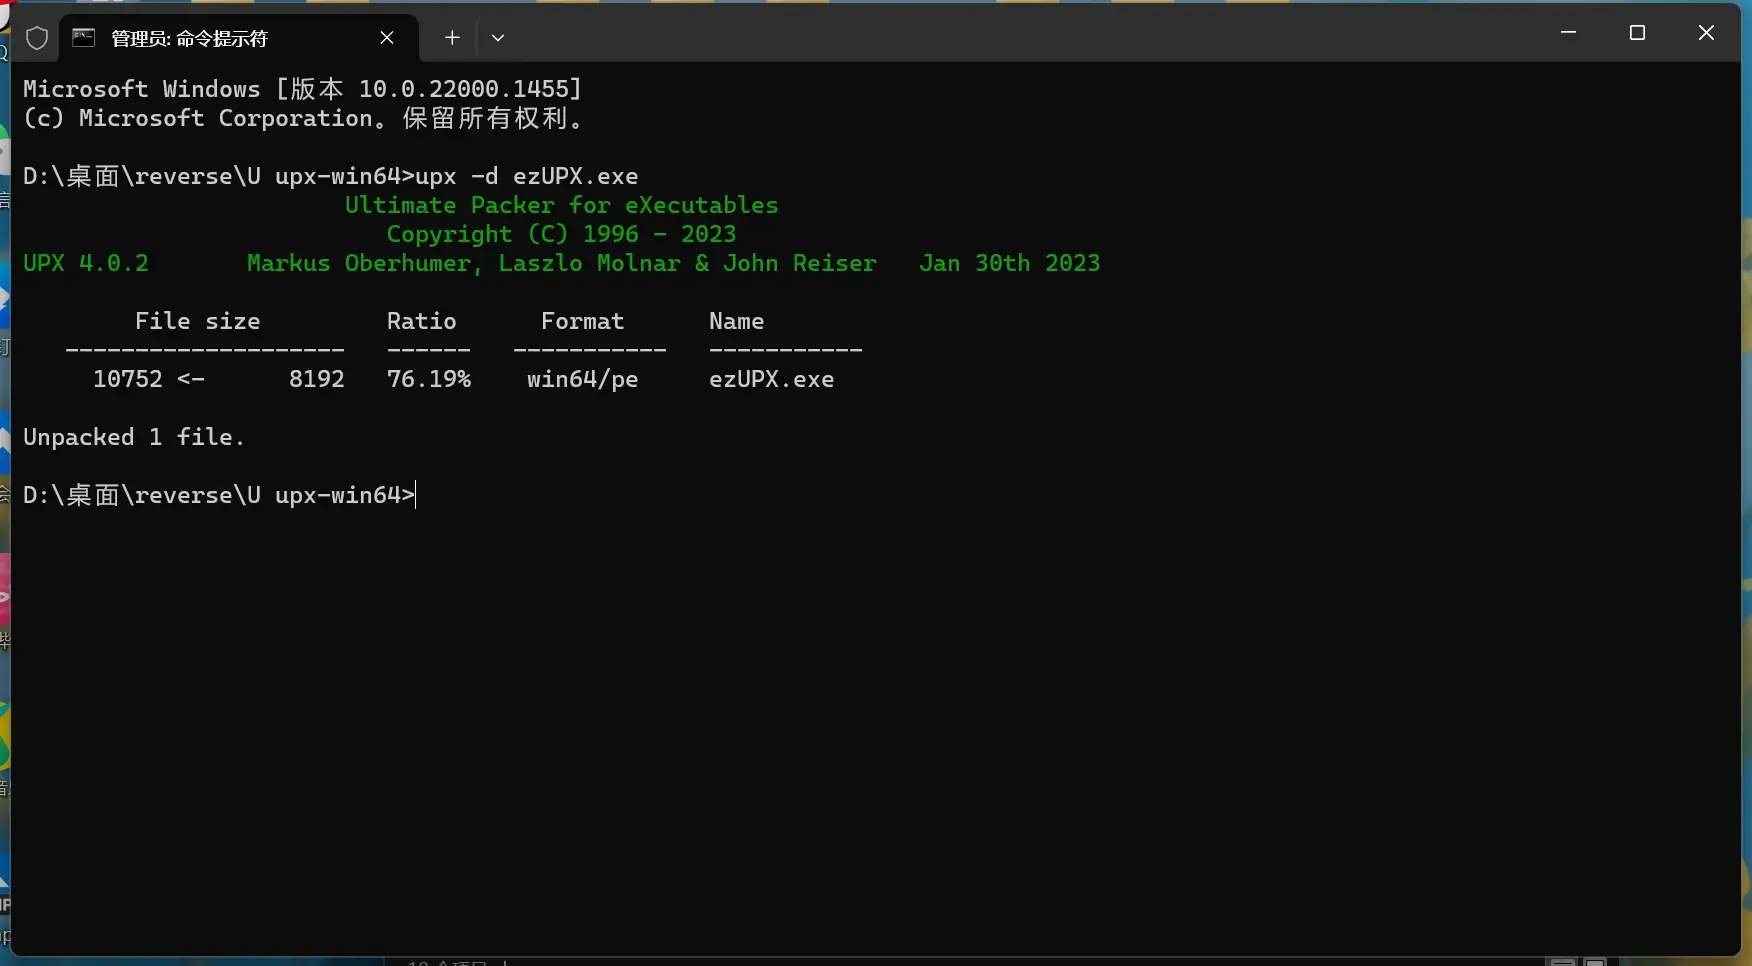 管理员: 命令提示符
Microsoft Windows [版本 10.0.22000.1455]
(c) Microsoft Corporation。保留所有权利。
D:\桌面\reverse\U upx-win64>upx -d ezUPX.exe
Ultimate Packer for eXecutables
Copyright (C) 1996 - 2023
UPX 4.0.2 Markus Oberhumer, Laszlo Molnar & John Reiser Jan 30th 2023
File size Ratio Format Name
-------------------- ------ ----------- -----------
10752 <- 8192 76.19% win64/pe ezUPX.exe
Unpacked 1 file.
D:\桌面\reverse\U upx-win64>